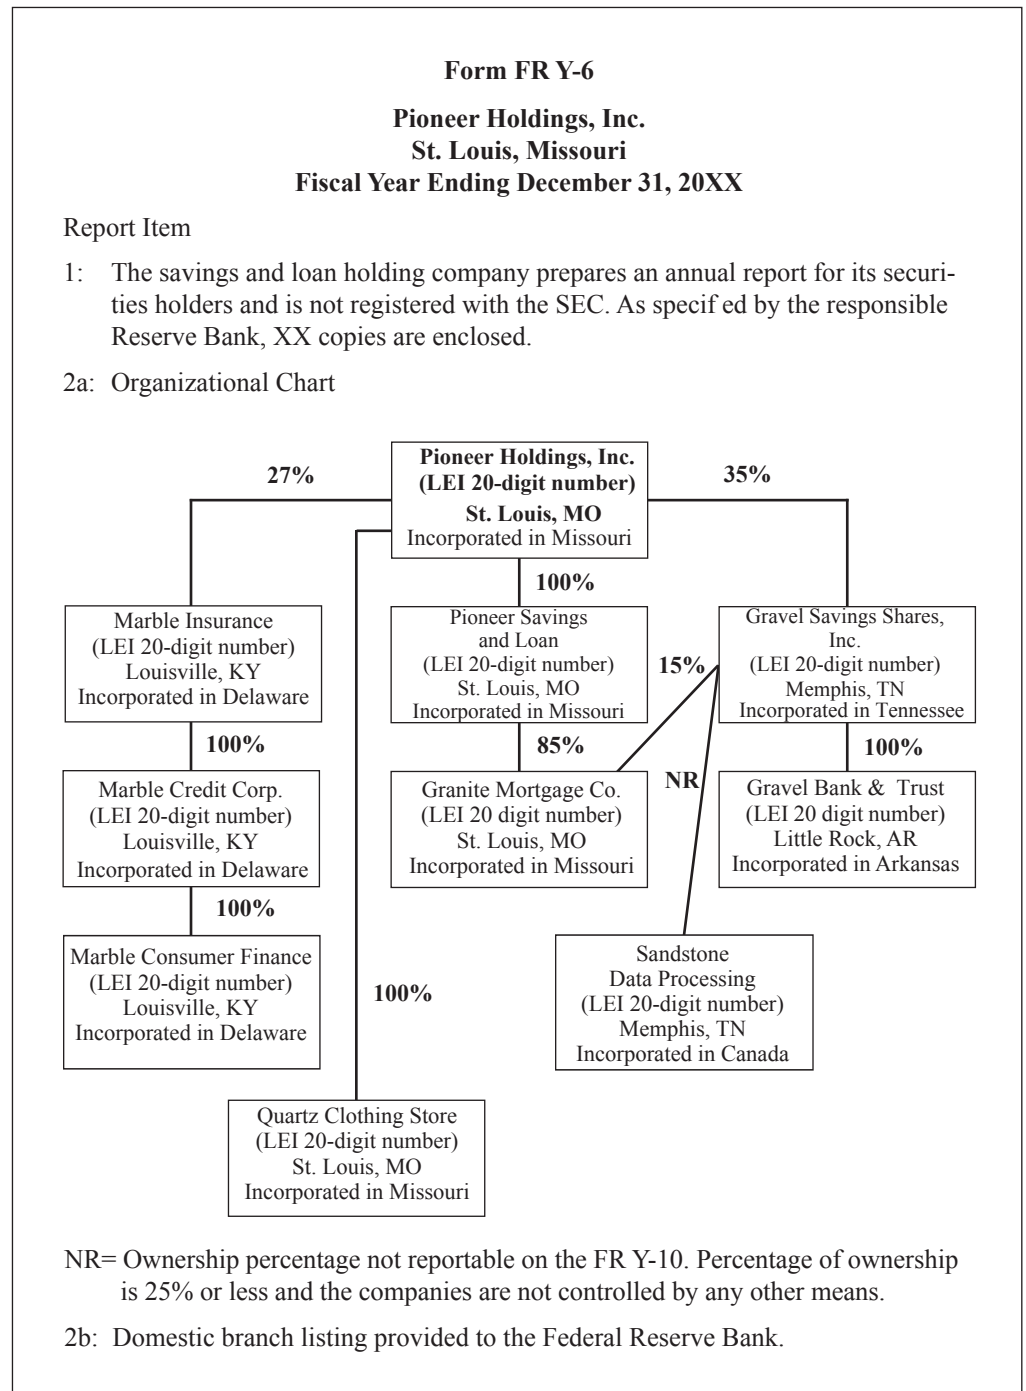 Form FR Y-6
Pioneer Holdings, Inc.
St. Louis, Missouri
Fiscal Year Ending December 31, 20XX
Report Item
1: The savings and loan holding company prepares an annual report for its securi-
ties holders and is not registered with the SEC. As specif ed by the responsible
Reserve Bank, XX copies are enclosed.
2a: Organizational Chart
Pioneer Holdings, Inc.
(LEI 20-digit number)
St. Louis, MO
Incorporated in Missouri
27%
35%
100%
Marble Insurance
(LEI 20-digit number)
Louisville, KY
Incorporated in Delaware
Pioneer Savings
and Loan
(LEI 20-digit number)
St. Louis, MO
Incorporated in Missouri
Gravel Savings Shares,
Inc.
(LEI 20-digit number)
Memphis, TN
Incorporated in Tennessee
15%
100%
85%
100%
NR
Marble Credit Corp.
(LEI 20-digit number)
Louisville, KY
Incorporated in Delaware
Granite Mortgage Co.
(LEI 20 digit number)
St. Louis, MO
Incorporated in Missouri
Gravel Bank & Trust
(LEI 20 digit number)
Little Rock, AR
Incorporated in Arkansas
100%
Marble Consumer Finance
(LEI 20-digit number)
Louisville, KY
Incorporated in Delaware
100%
Sandstone
Data Processing
(LEI 20-digit number)
Memphis, TN
Incorporated in Canada
Quartz Clothing Store
(LEI 20-digit number)
St. Louis, MO
Incorporated in Missouri
NR= Ownership percentage not reportable on the FR Y-10. Percentage of ownership
is 25% or less and the companies are not controlled by any other means.
2b: Domestic branch listing provided to the Federal Reserve Bank.